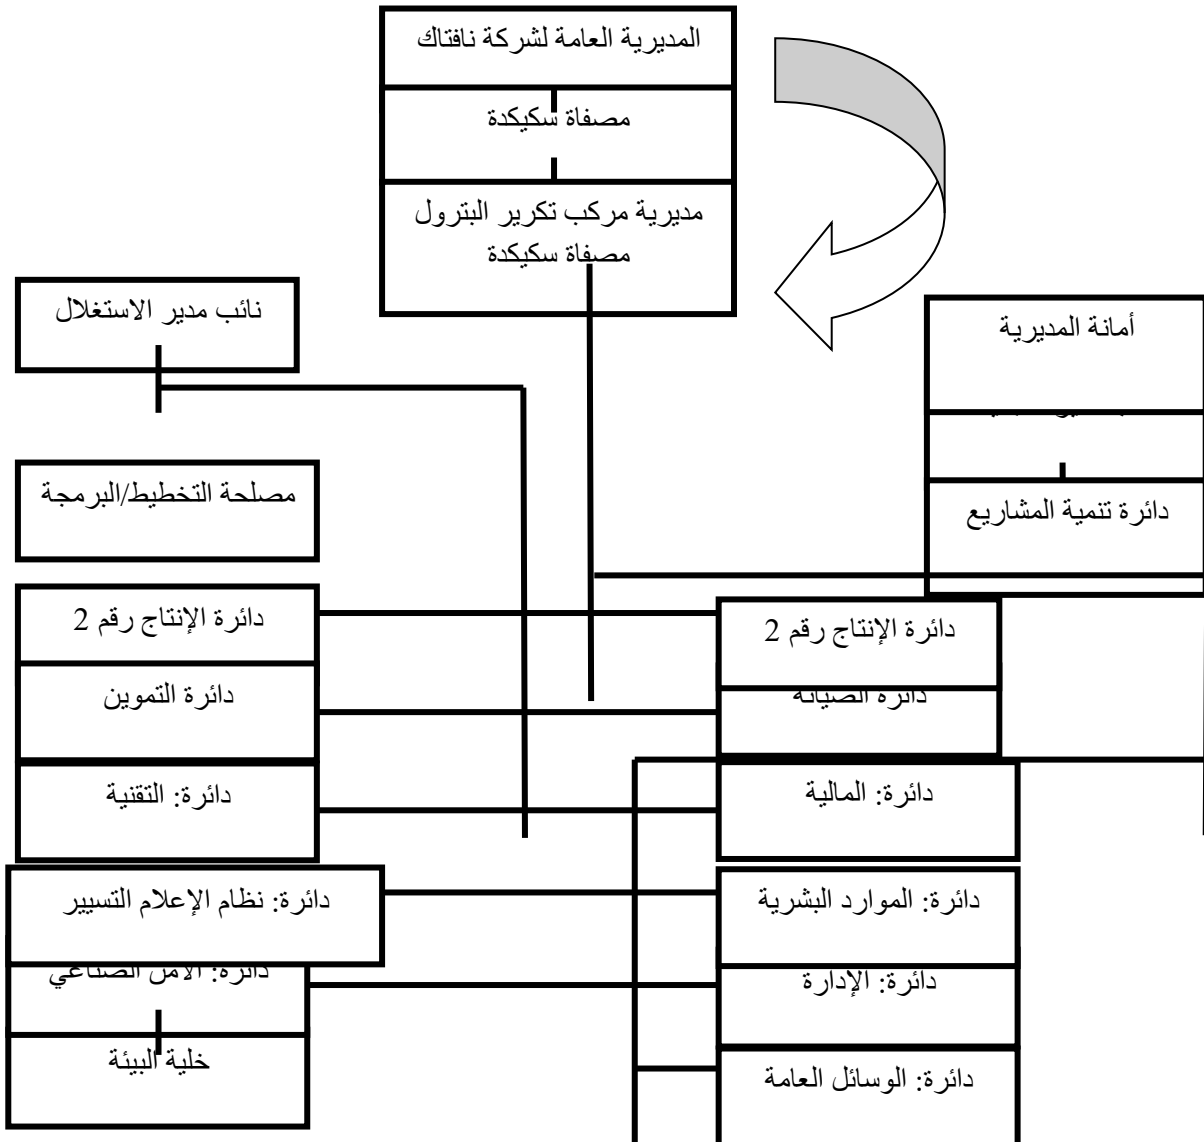 المديرية العامة لشركة نافتاك
مصفاة سكيكدة
مديرية مركب تكرير البترول
مصفاة سكيكدة
أمانة المديرية
نائب مدير الاستغلال
دائرة تنمية المشاريع
مصلحة التخطيط/البرمجة
دائرة الإنتاج رقم 2
دائرة الإنتاج رقم 2
دائرة الصيانة
دائرة التموين
دائرة: المالية
دائرة: التقنية
دائرة: الموارد البشرية
دائرة: نظام الإعلام التسيير
دائرة: الإدارة
دائرة: الأمن الصناعي
دائرة: الوسائل العامة
خلية البيئة